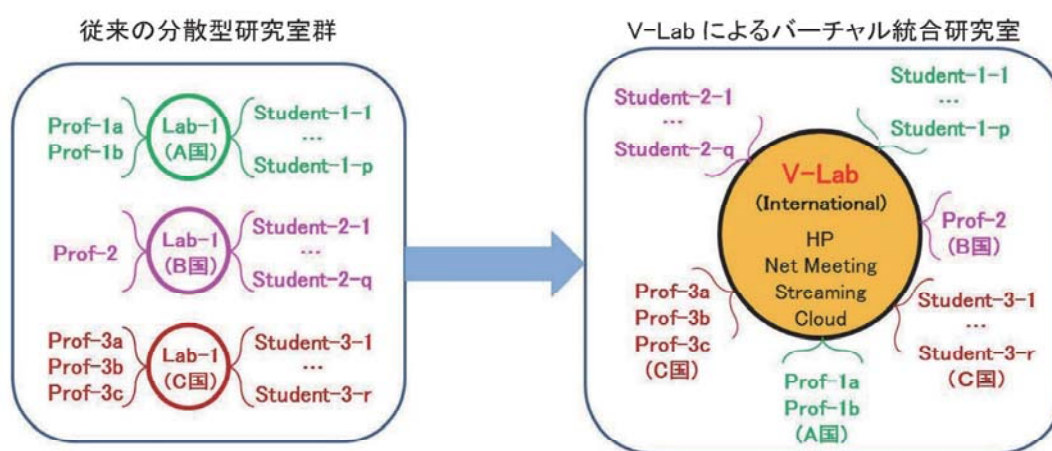 従来の分散型研究室群
Prof-1a
Prof-1b
Lab-1
(A国)
Student-1-1
...
Student-1-p
Prof-2
Lab-1
(B国)
Student-2-1
...
Student-2-q
Prof-3a
Prof-3b
Prof-3c
Lab-1
(C国)
Student-3-1
...
Student-3-r
V-Labによるバーチャル統合研究室
Student-2-1
...
Student-2-q
Student-1-1
...
Student-1-p
V-Lab
(International)
HP
Net Meeting
Streaming
Cloud
Prof-2
(B国)
Prof-3a
Prof-3b
Prof-3c
(C国)
Student-3-1
...
Student-3-r
(C国)
Prof-1a
Prof-1b
(A国)